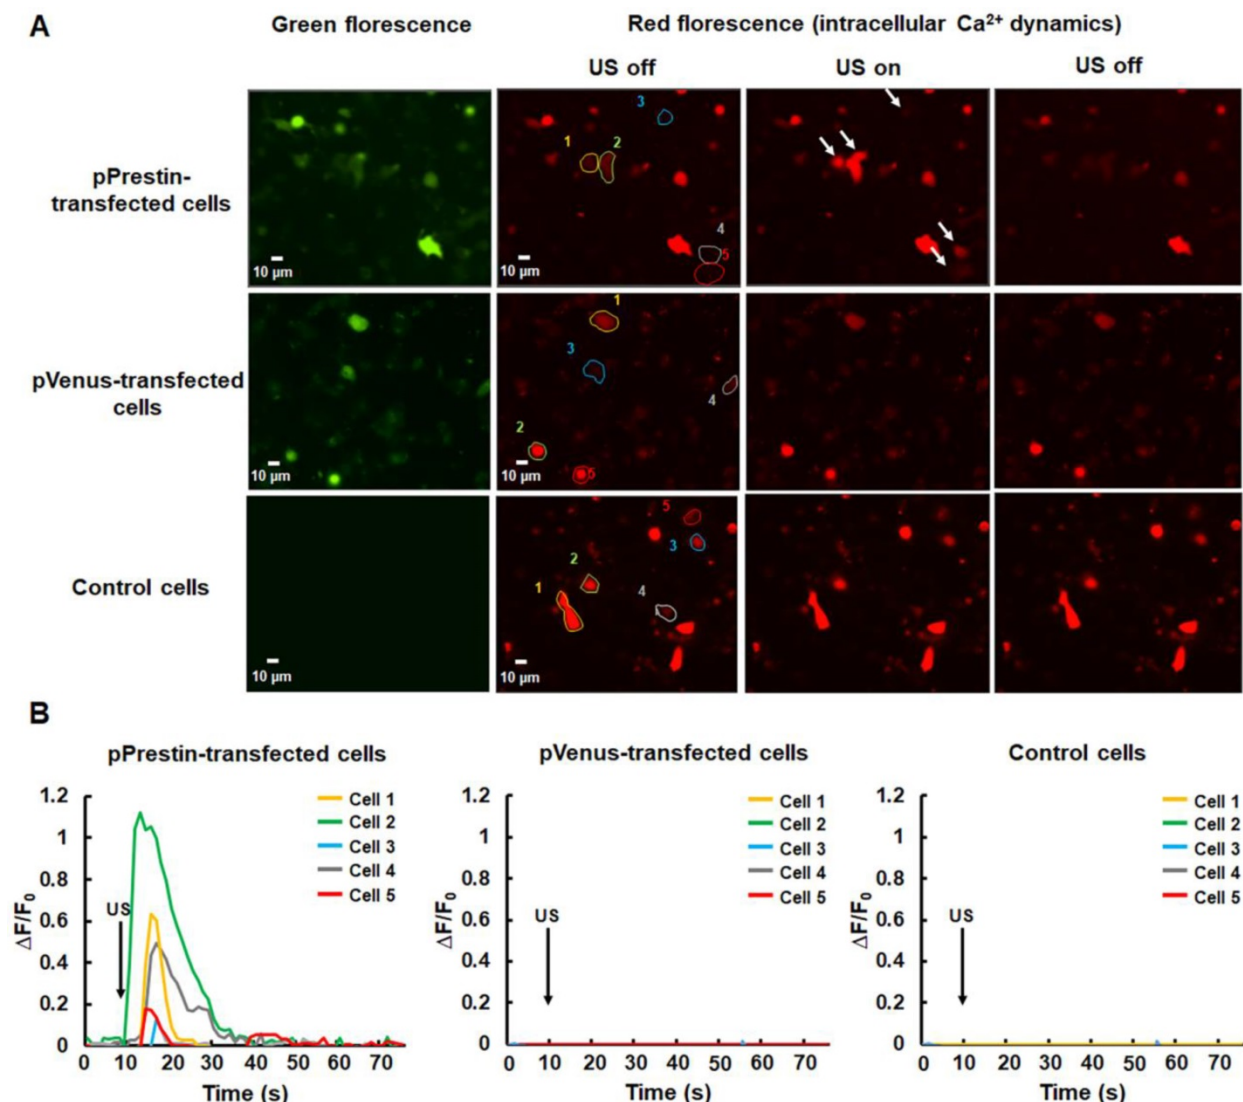 A
Green florescence
Red florescence (intracellular Ca²⁺ dynamics)
US off
US on
US off
pPrestin-
transfected cells
10 µm
1
2
3
4
5
10 µm
pVenus-transfected
cells
10 µm
1
3
4
2
5
10 µm
Control cells
10 µm
5
3
2
1
4
10 µm
B
pPrestin-transfected cells
ΔF/F₀
1.2
1
0.8
0.6
0.4
0.2
0
US
Cell 1
Cell 2
Cell 3
Cell 4
Cell 5
0 10 20 30 40 50 60 70
Time (s)
pVenus-transfected cells
ΔF/F₀
1.2
1
0.8
0.6
0.4
0.2
0
US
Cell 1
Cell 2
Cell 3
Cell 4
Cell 5
0 10 20 30 40 50 60 70
Time (s)
Control cells
ΔF/F₀
1.2
1
0.8
0.6
0.4
0.2
0
US
Cell 1
Cell 2
Cell 3
Cell 4
Cell 5
0 10 20 30 40 50 60 70
Time (s)